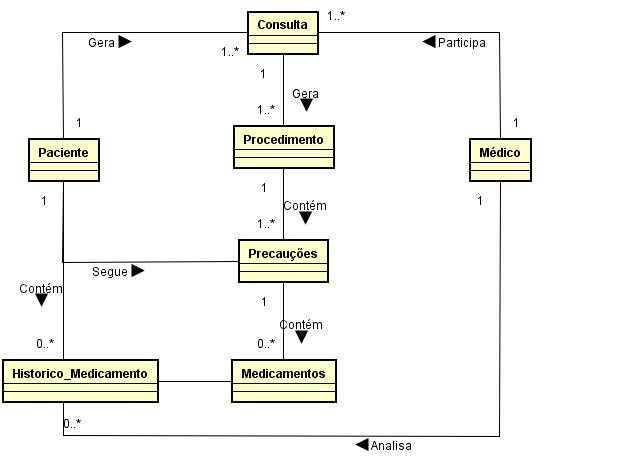 Consulta
1..*
Gera
Participa
1..*
1
Gera
1..*
1
1
Paciente
Procedimento
Médico
1
1
1
Contém
1..*
Precauções
Segue
Contém
1
Contém
0..*
0..*
Historico_Medicamento
Medicamentos
0..*
Analisa